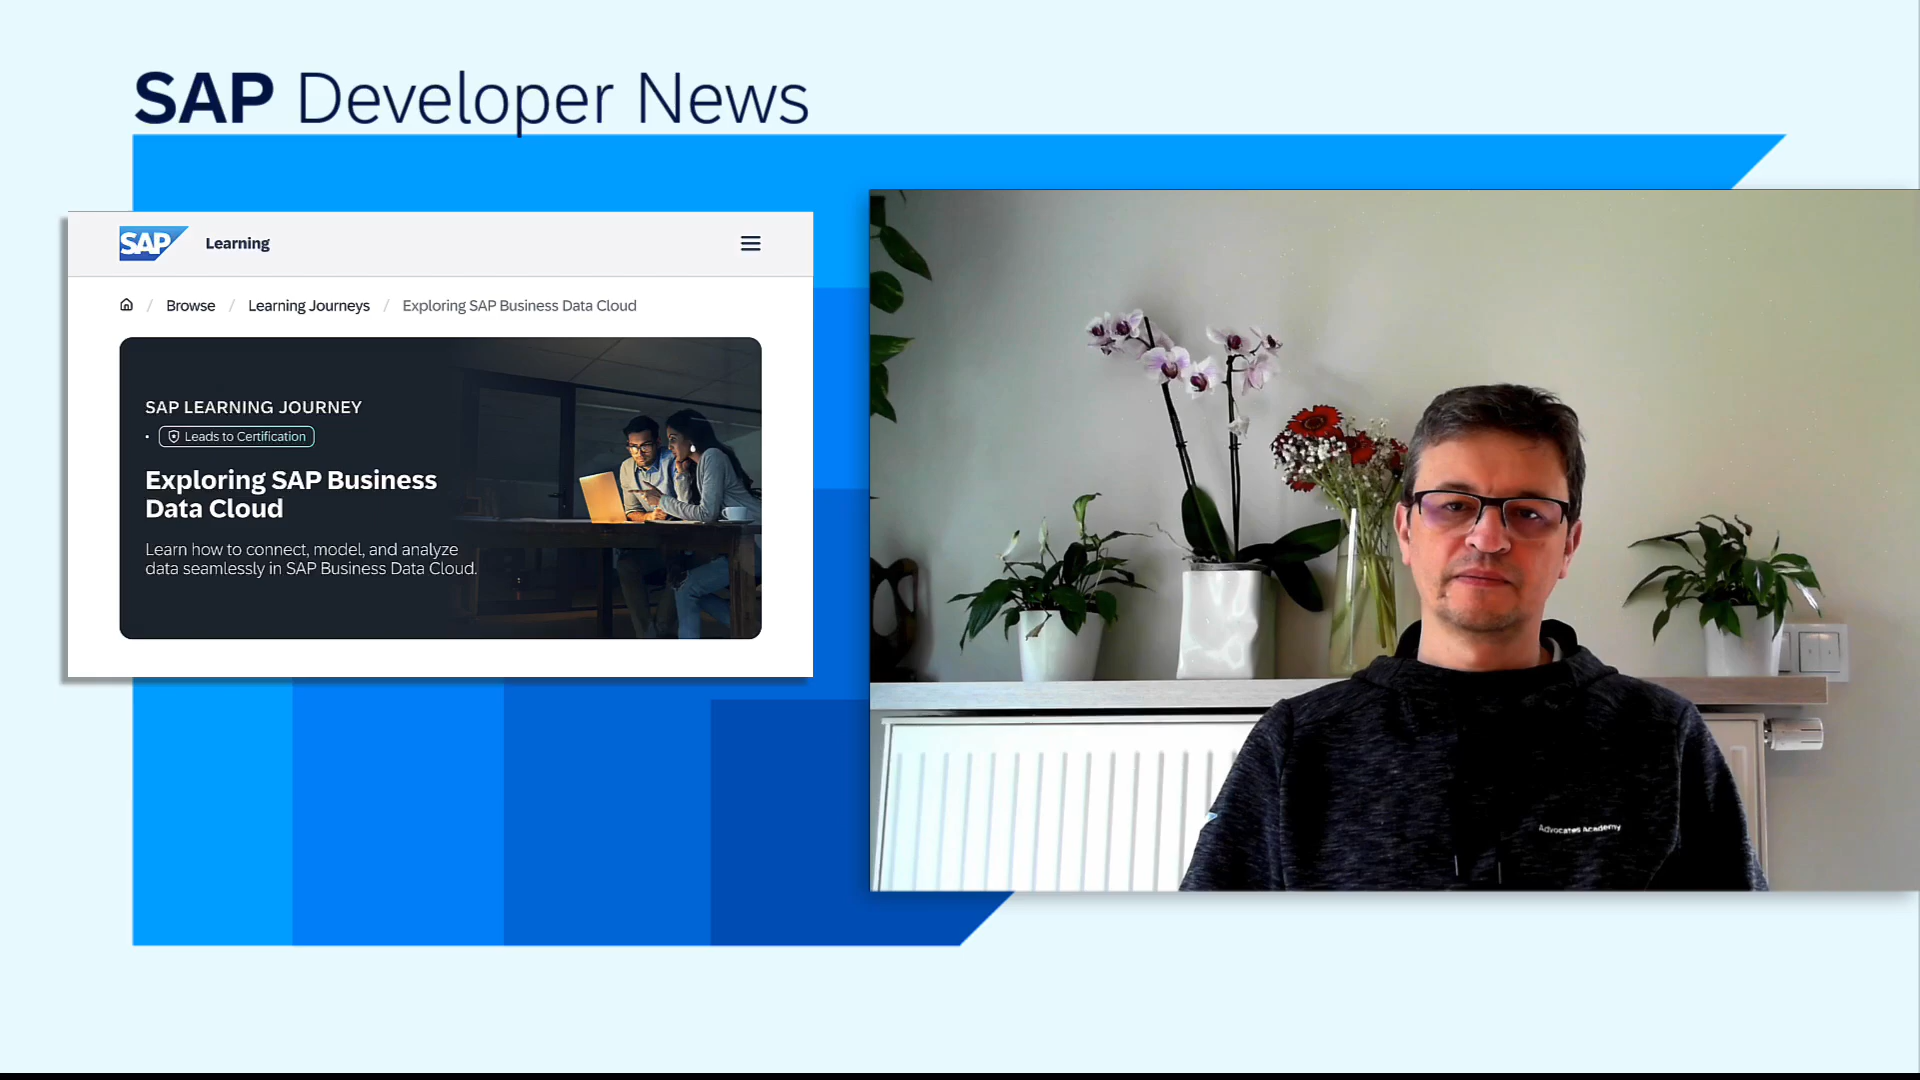 SAP Developer News
SAP Learning
Browse / Learning Journeys / Exploring SAP Business Data Cloud
SAP LEARNING JOURNEY
Leads to Certification
Exploring SAP Business
Data Cloud
Learn how to connect, model, and analyze
data seamlessly in SAP Business Data Cloud.
Advocates Academy